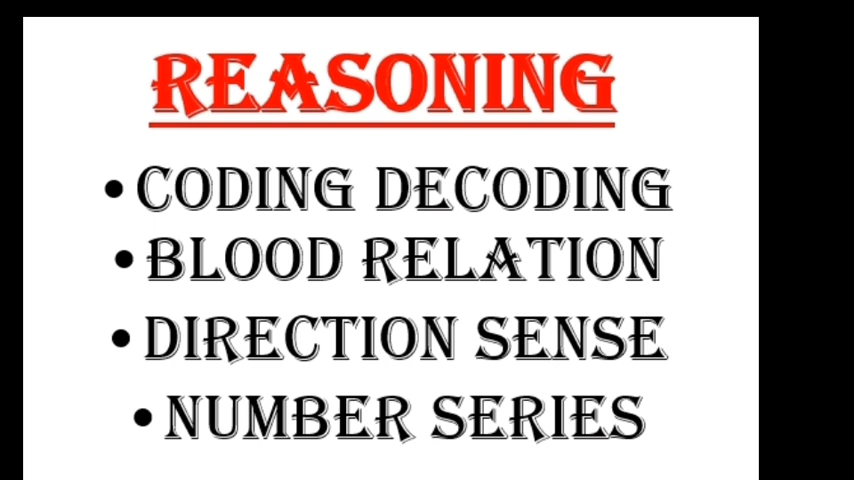 REASONING
• CODING DECODING
• BLOOD RELATION
• DIRECTION SENSE
• NUMBER SERIES